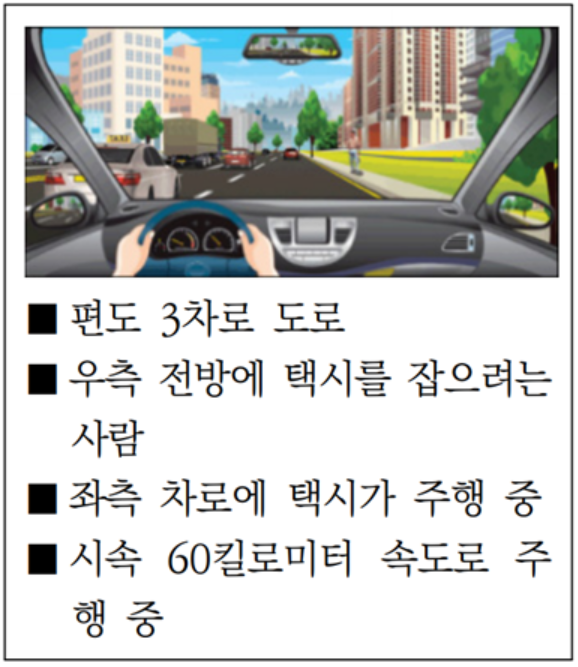 TAXI
■ 편도 3차로 도로
■ 우측 전방에 택시를 잡으려는
사람
■ 좌측 차로에 택시가 주행 중
■ 시속 60킬로미터 속도로 주
행 중